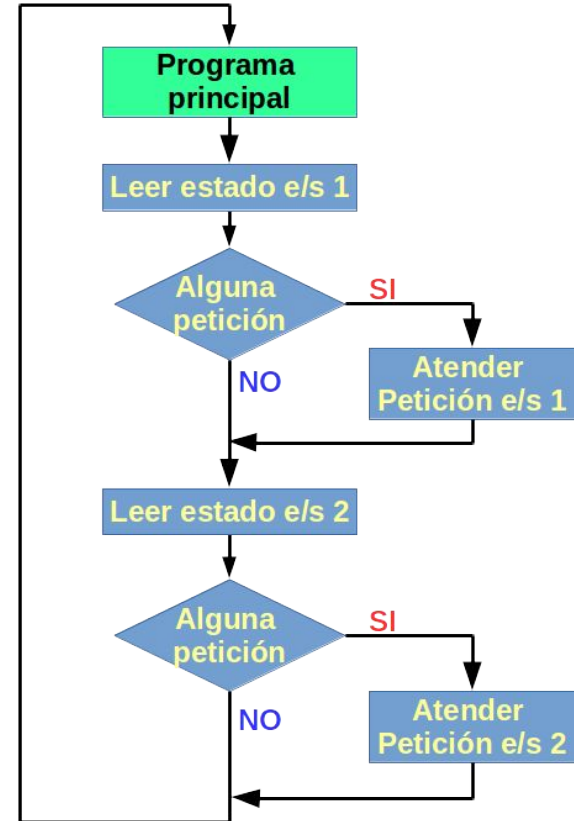 Programa
principal
Leer estado e/s 1
Alguna
petición
SI
NO
Atender
Petición e/s 1
Leer estado e/s 2
Alguna
petición
SI
NO
Atender
Petición e/s 2